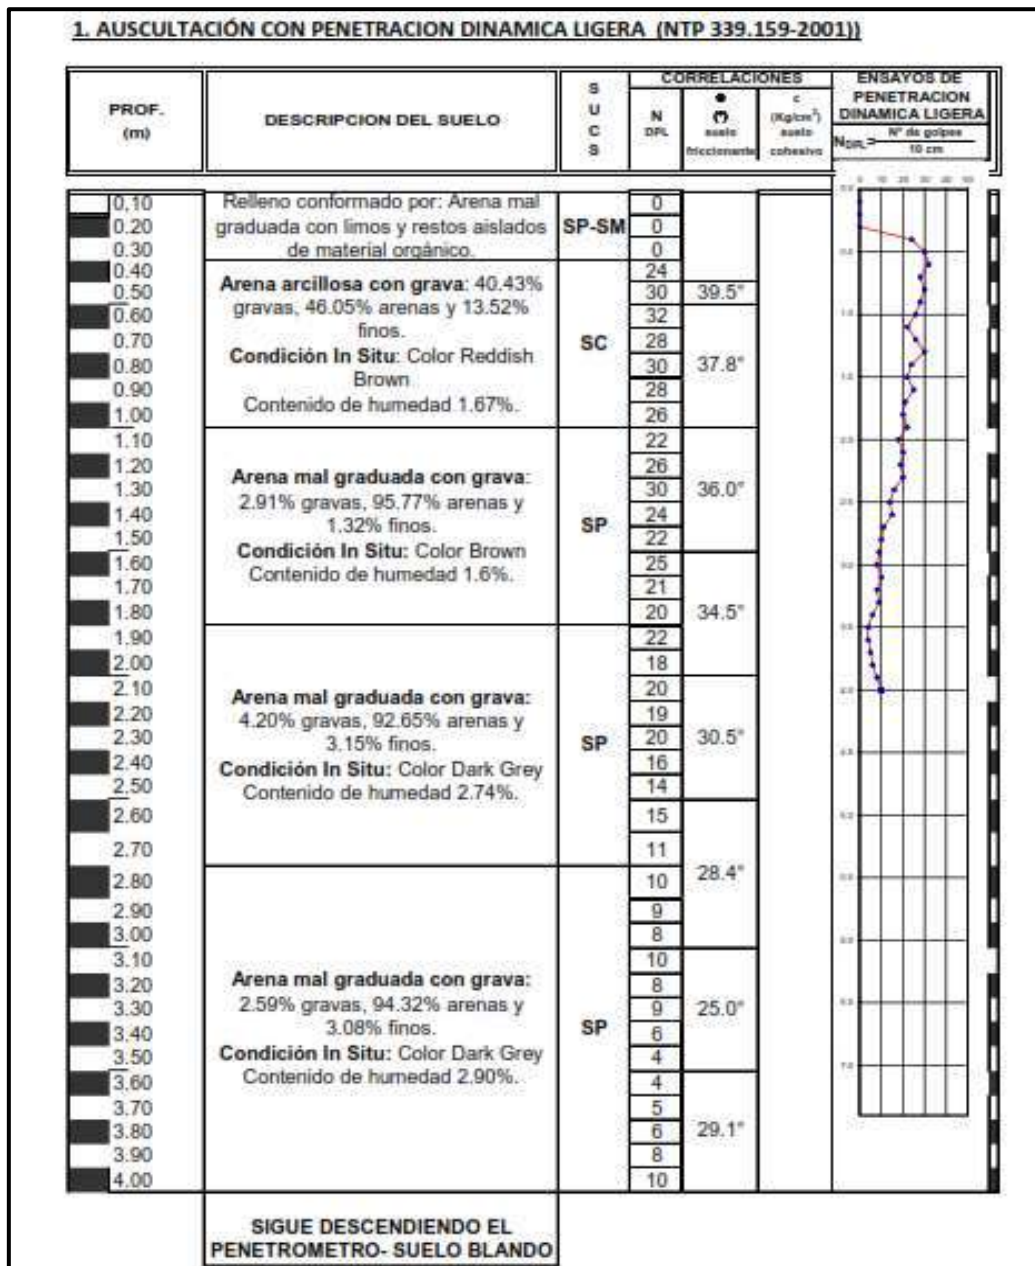 1. AUSCULTACIÓN CON PENETRACION DINAMICA LIGERA (NTP 339.159-2001))
PROF. (m)
DESCRIPCION DEL SUELO
S
U
C
S
CORRELACIONES
N
DPL
suelo
friccionante
c
(Kg/cm²)
suelo
cohesivo
ENSAYOS DE
PENETRACION
DINAMICA LIGERA
N DPL = N° de golpes
10 cm
0,10 0
0.20 0
0.30 0
Relleno conformado por: Arena mal
graduada con limos y restos aislados
de material orgánico.
SP-SM
0.40 24
0.50 30 39.5°
0.60 32
0.70 28
0.80 30 37.8°
0.90 28
1.00 26
Arena arcillosa con grava: 40.43%
gravas, 46.05% arenas y 13.52%
finos.
Condición In Situ: Color Reddish
Brown
Contenido de humedad 1.67%.
SC
1.10 22
1.20 26
1.30 30 36.0°
1.40 24
1.50 22
1.60 25
1.70 21
1.80 20 34.5°
Arena mal graduada con grava:
2.91% gravas, 95.77% arenas y
1.32% finos.
Condición In Situ: Color Brown
Contenido de humedad 1.6%.
SP
1.90 22
2.00 18
2.10 20
2.20 19
2.30 20 30.5°
2.40 16
2.50 14
2.60 15
2.70 11
Arena mal graduada con grava:
4.20% gravas, 92.65% arenas y
3.15% finos.
Condición In Situ: Color Dark Grey
Contenido de humedad 2.74%.
SP
28.4°
2.80 10
2.90 9
3.00 8
3.10 10
3.20 8
3.30 9 25.0°
3.40 6
3.50 4
3,60 4
3.70 5
3.80 6 29.1°
3.90 8
4.00 10
Arena mal graduada con grava:
2.59% gravas, 94.32% arenas y
3.08% finos.
Condición In Situ: Color Dark Grey
Contenido de humedad 2.90%.
SP
SIGUE DESCENDIENDO EL
PENETROMETRO- SUELO BLANDO